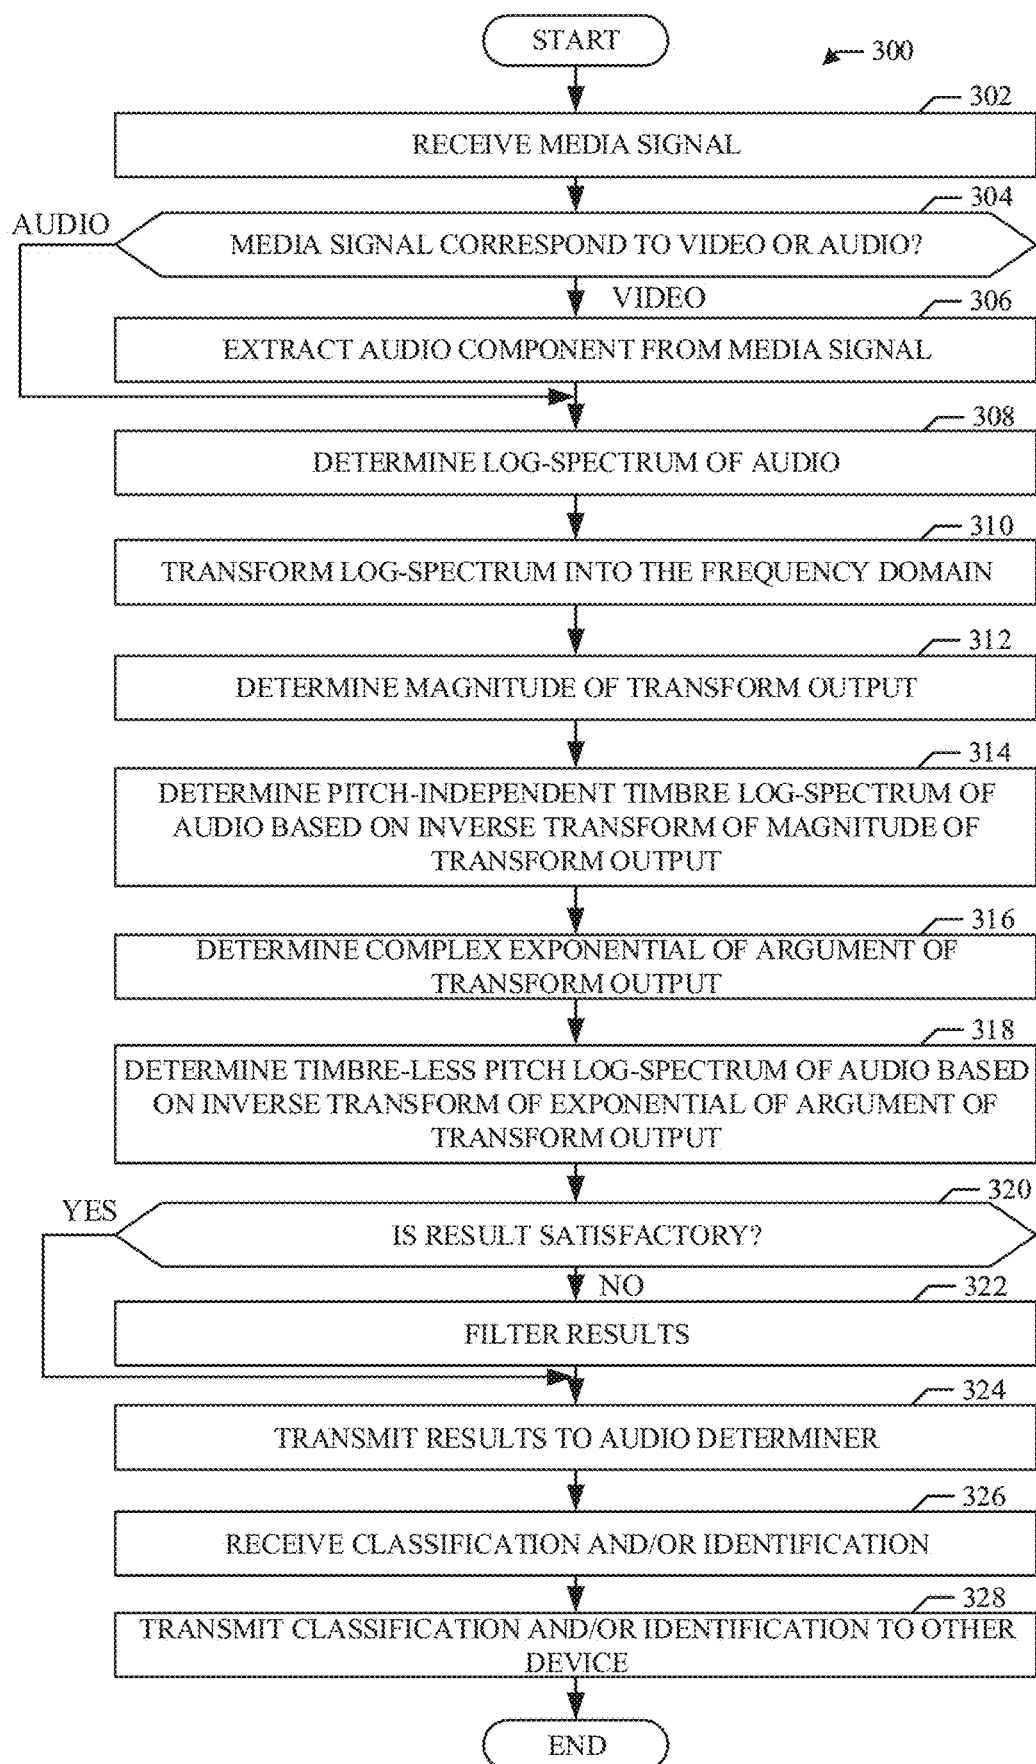 START
300
302
RECEIVE MEDIA SIGNAL
304
AUDIO
MEDIA SIGNAL CORRESPOND TO VIDEO OR AUDIO?
VIDEO
306
EXTRACT AUDIO COMPONENT FROM MEDIA SIGNAL
308
DETERMINE LOG-SPECTRUM OF AUDIO
310
TRANSFORM LOG-SPECTRUM INTO THE FREQUENCY DOMAIN
312
DETERMINE MAGNITUDE OF TRANSFORM OUTPUT
314
DETERMINE PITCH-INDEPENDENT TIMBRE LOG-SPECTRUM OF
AUDIO BASED ON INVERSE TRANSFORM OF MAGNITUDE OF
TRANSFORM OUTPUT
316
DETERMINE COMPLEX EXPONENTIAL OF ARGUMENT OF
TRANSFORM OUTPUT
318
DETERMINE TIMBRE-LESS PITCH LOG-SPECTRUM OF AUDIO BASED
ON INVERSE TRANSFORM OF EXPONENTIAL OF ARGUMENT OF
TRANSFORM OUTPUT
320
YES
IS RESULT SATISFACTORY?
NO
322
FILTER RESULTS
324
TRANSMIT RESULTS TO AUDIO DETERMINER
326
RECEIVE CLASSIFICATION AND/OR IDENTIFICATION
328
TRANSMIT CLASSIFICATION AND/OR IDENTIFICATION TO OTHER
DEVICE
END